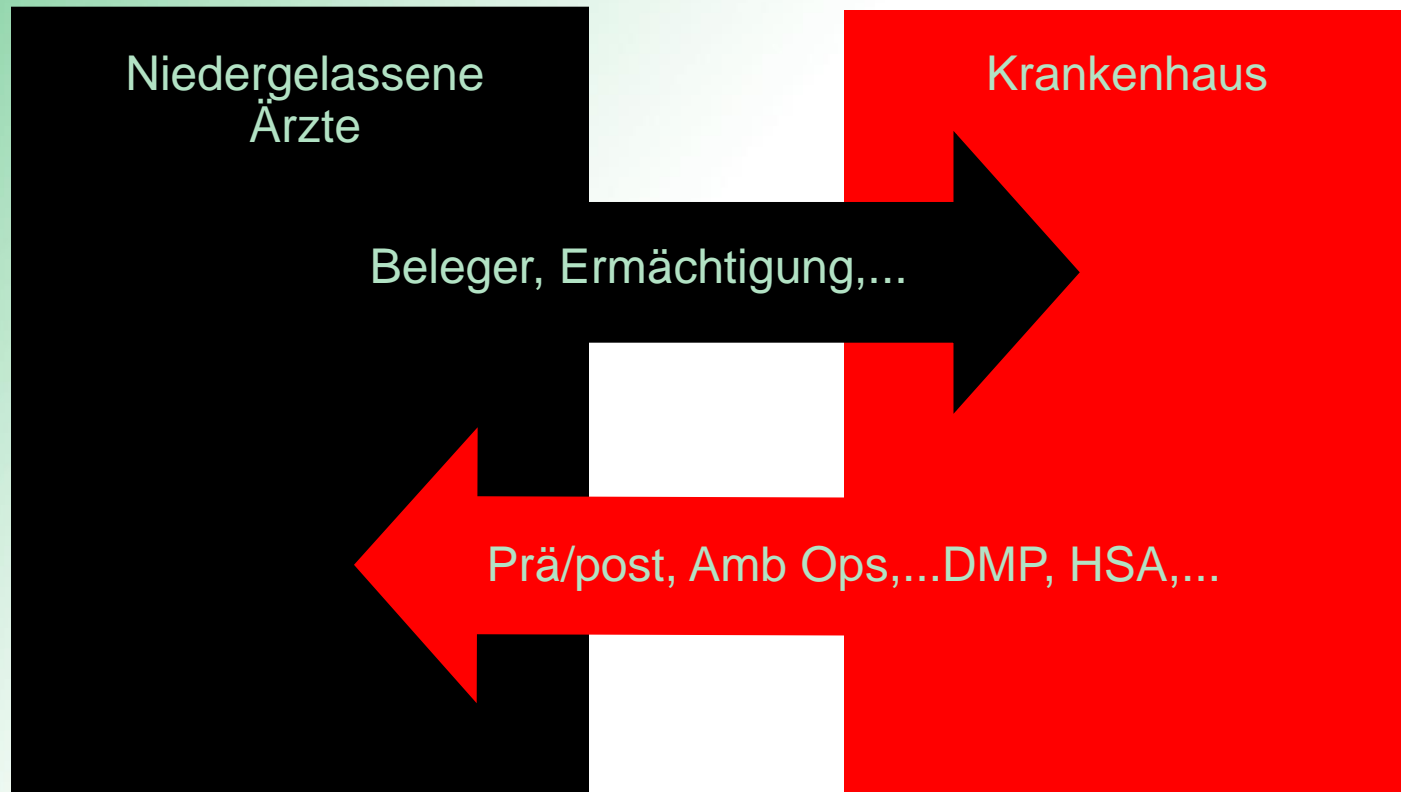 Niedergelassene
Ärzte
Krankenhaus
Beleger, Ermächtigung,...
Prä/post, Amb Ops,...DMP, HSA,...